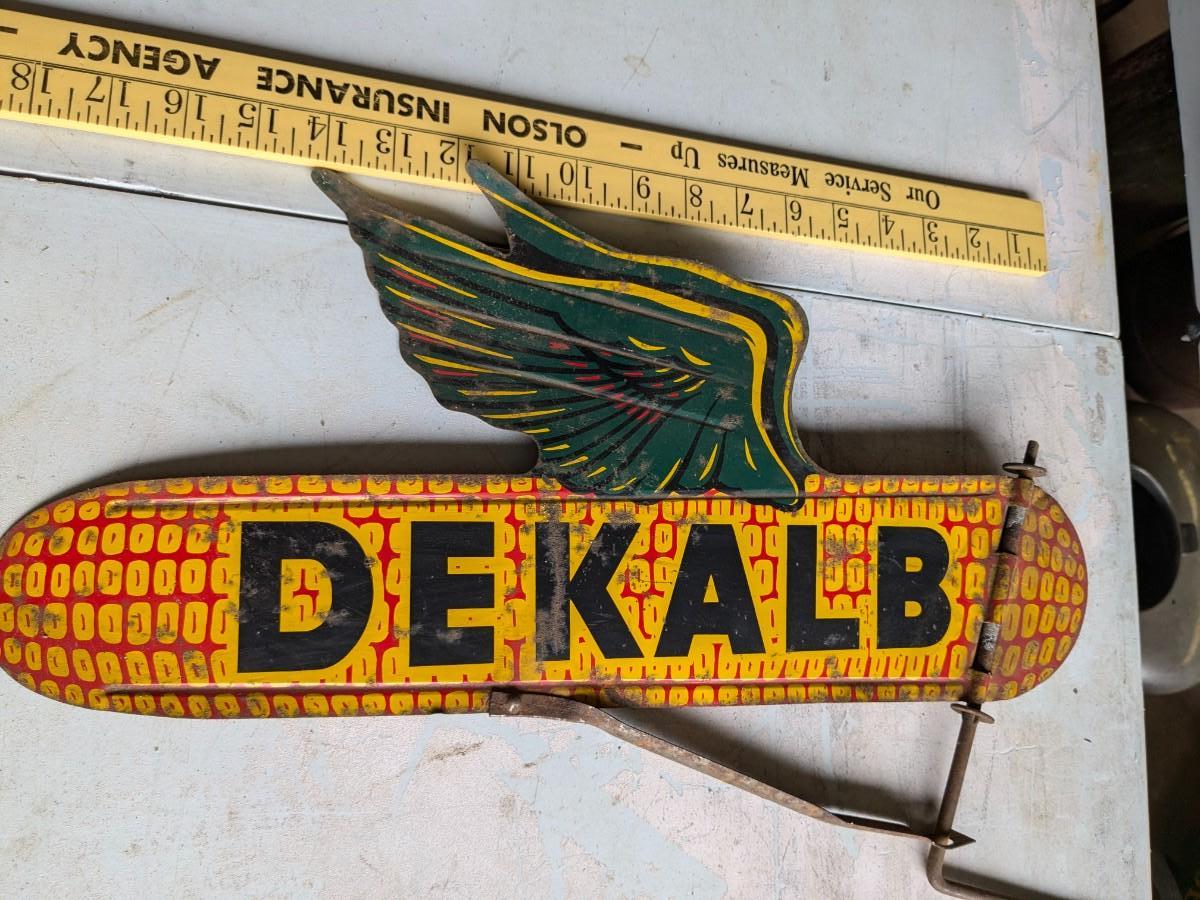 Our Service Measures Up — OLSON INSURANCE AGENCY —
1 2 3 4 5 6 7 8 9 10 11 12 13 14 15 16 17 18
DEKALB